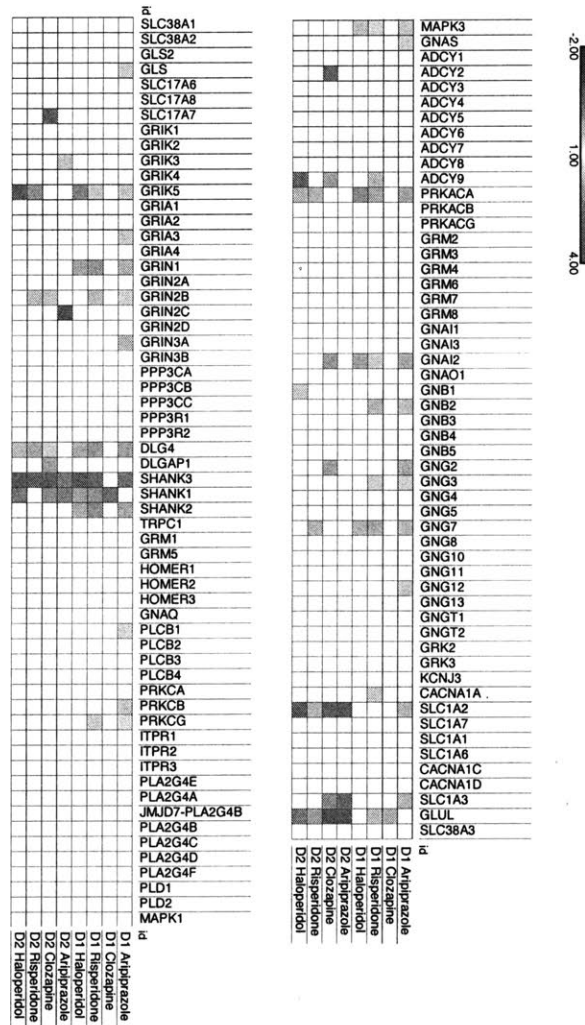 id
SLC38A1
SLC38A2
GLS2
GLS
SLC17A6
SLC17A8
SLC17A7
GRIK1
GRIK2
GRIK3
GRIK4
GRIK5
GRIA1
GRIA2
GRIA3
GRIA4
GRIN1
GRIN2A
GRIN2B
GRIN2C
GRIN2D
GRIN3A
GRIN3B
PPP3CA
PPP3CB
PPP3CC
PPP3R1
PPP3R2
DLG4
DLGAP1
SHANK3
SHANK1
SHANK2
TRPC1
GRM1
GRM5
HOMER1
HOMER2
HOMER3
GNAQ
PLCB1
PLCB2
PLCB3
PLCB4
PRKCA
PRKCB
PRKCG
ITPR1
ITPR2
ITPR3
PLA2G4E
PLA2G4A
JMJD7-PLA2G4B
PLA2G4B
PLA2G4C
PLA2G4D
PLA2G4F
PLD1
PLD2
MAPK1
id
D1 Aripiprazole
D1 Clozapine
D1 Risperidone
D1 Haloperidol
D2 Aripiprazole
D2 Clozapine
D2 Risperidone
D2 Haloperidol
MAPK3
GNAS
ADCY1
ADCY2
ADCY3
ADCY4
ADCY5
ADCY6
ADCY7
ADCY8
ADCY9
PRKACA
PRKACB
PRKACG
GRM2
GRM3
GRM4
GRM6
GRM7
GRM8
GNAI1
GNAI3
GNAI2
GNAO1
GNB1
GNB2
GNB3
GNB4
GNB5
GNG2
GNG3
GNG4
GNG5
GNG7
GNG8
GNG10
GNG11
GNG12
GNG13
GNGT1
GNGT2
GRK2
GRK3
KCNJ3
CACNA1A
SLC1A2
SLC1A7
SLC1A1
SLC1A6
CACNA1C
CACNA1D
SLC1A3
GLUL
SLC38A3
id
D1 Aripiprazole
D1 Clozapine
D1 Risperidone
D1 Haloperidol
D2 Aripiprazole
D2 Clozapine
D2 Risperidone
D2 Haloperidol
-2.00
1.00
4.00